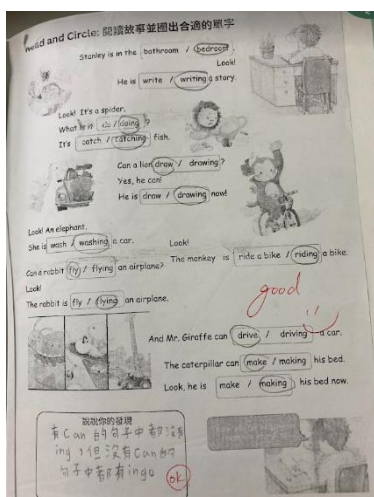 Read and Circle: 閱讀故事並圈出合適的單字
Stanley is in the bathroom / bedroom.
Look!
He is write / writing a story.
Look! It's a spider.
What he is do / doing ?
It's catch / catching fish.
Can a lion draw / drawing?
Yes, he can!
He is draw / drawing now!
Look! An elephant.
She is wash / washing a car.
Look!
Can a rabbit fly / flying an airplane?
The monkey is ride a bike / riding a bike.
Look!
The rabbit is fly / flying an airplane.
good
And Mr. Giraffe can drive / driving a car.
The caterpillar can make / making his bed.
Look, he is make / making his bed now.
說說你的發現
有Can的句子中都沒有
ing，但沒有Can的
句子中都有ing。
ok